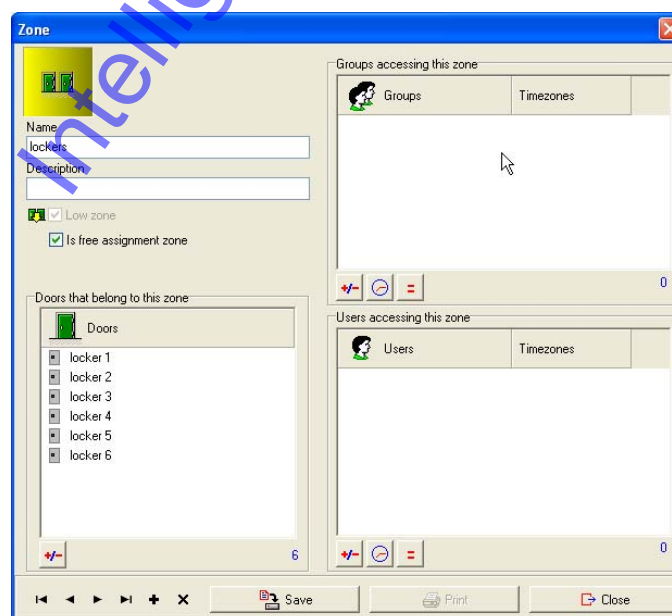 Zone
Name
lockers
Description
Low zone
Is free assignment zone
Doors that belong to this zone
Doors
locker 1
locker 2
locker 3
locker 4
locker 5
locker 6
+/-
6
Groups accessing this zone
Groups Timezones
+/- =
0
Users accessing this zone
Users Timezones
+/- =
0
Save Print Close
Intellig